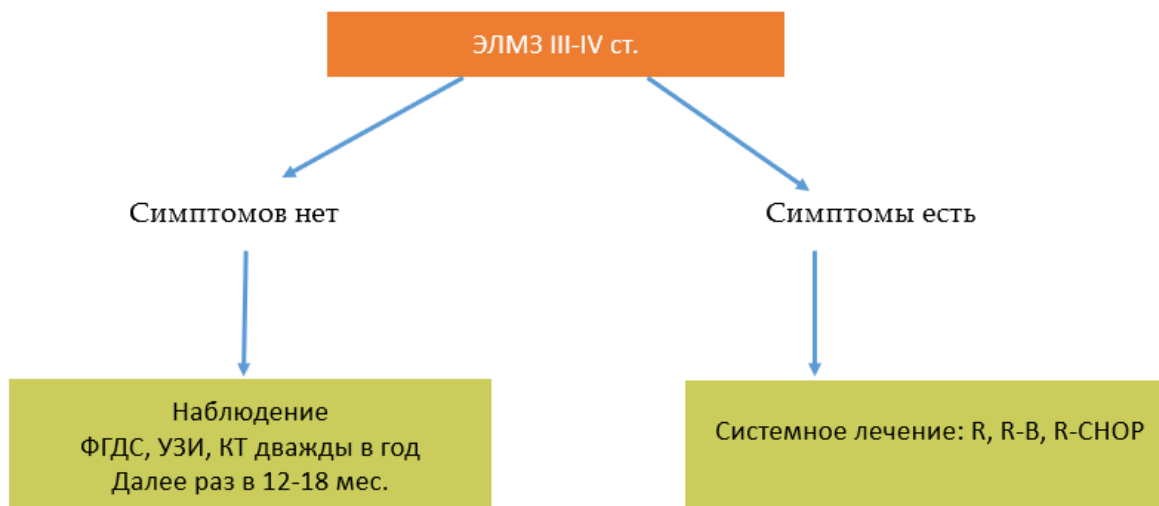 ЭЛМЗ III-IV ст.
Симптомов нет
Симптомы есть
Наблюдение
ФГДС, УЗИ, КТ дважды в год
Далее раз в 12-18 мес.
Системное лечение: R, R-B, R-CHOP